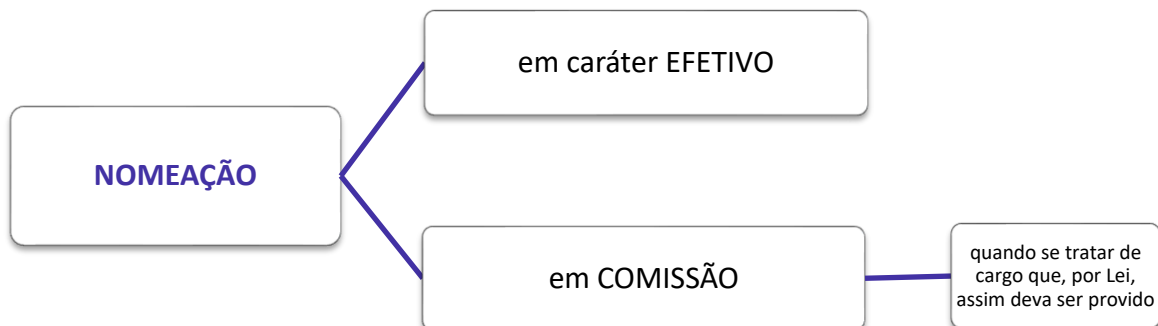 em caráter EFETIVO
NOMEAÇÃO
em COMISSÃO
quando se tratar de
cargo que, por Lei,
assim deva ser provido